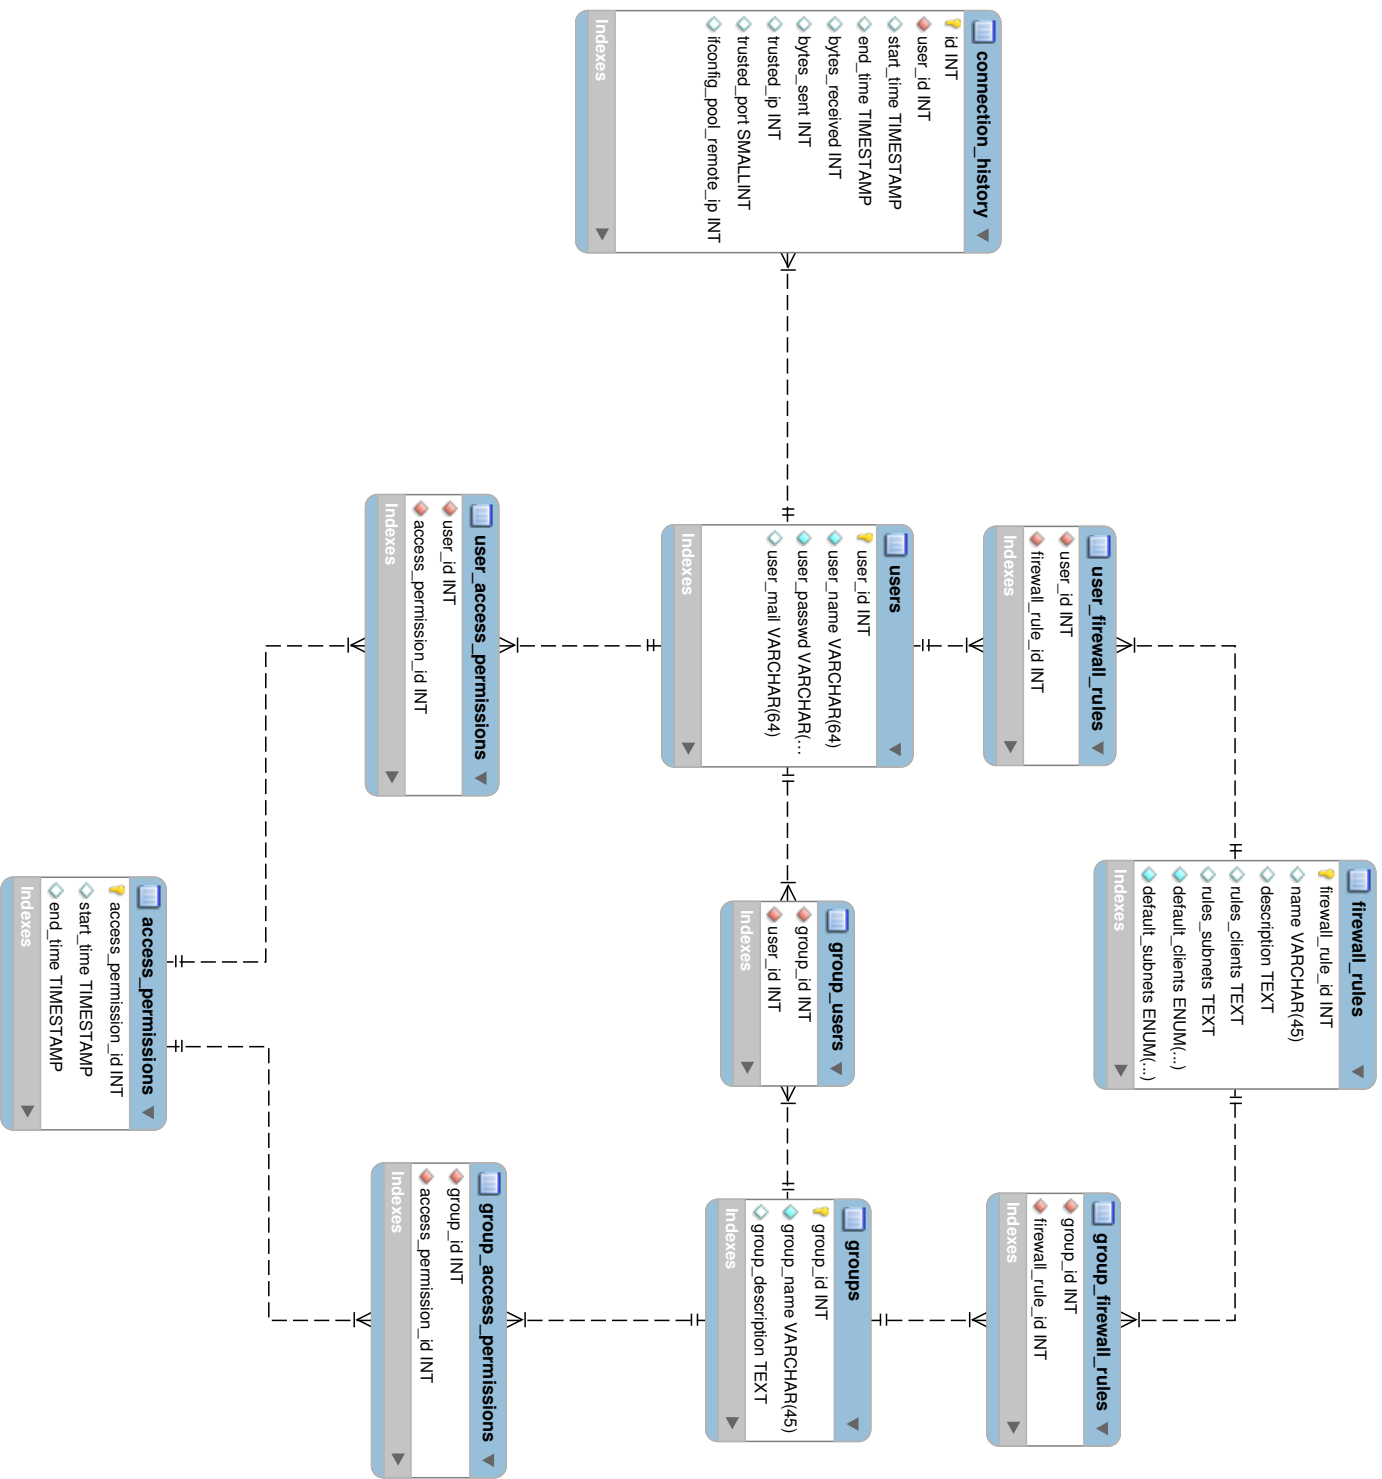 connection_history
id INT
user_id INT
start_time TIMESTAMP
end_time TIMESTAMP
bytes_received INT
bytes_sent INT
trusted_ip INT
trusted_port SMALLINT
ifconfig_pool_remote_ip INT
Indexes
user_firewall_rules
user_id INT
firewall_rule_id INT
Indexes
users
user_id INT
user_name VARCHAR(64)
user_passwd VARCHAR(...
user_mail VARCHAR(64)
Indexes
user_access_permissions
user_id INT
access_permission_id INT
Indexes
firewall_rules
firewall_rule_id INT
name VARCHAR(45)
description TEXT
rules_clients TEXT
rules_subnets TEXT
default_clients ENUM(...)
default_subnets ENUM(...)
Indexes
group_users
group_id INT
user_id INT
Indexes
access_permissions
access_permission_id INT
start_time TIMESTAMP
end_time TIMESTAMP
Indexes
group_firewall_rules
group_id INT
firewall_rule_id INT
Indexes
groups
group_id INT
group_name VARCHAR(45)
group_description TEXT
Indexes
group_access_permissions
group_id INT
access_permission_id INT
Indexes